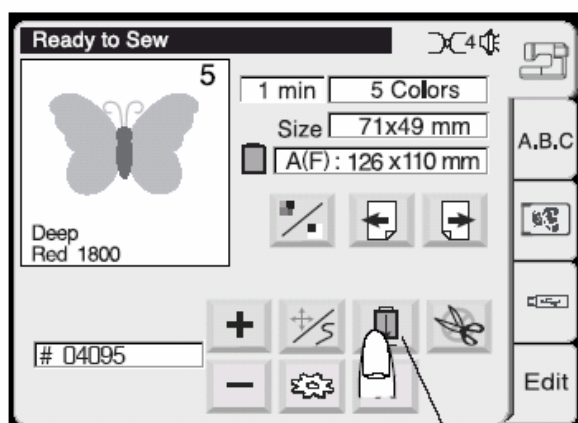 Ready to Sew
4
5
1 min
5 Colors
Size
71x49 mm
A(F) : 126 x110 mm
A.B.C
Deep
Red 1800
# 04095
Edit